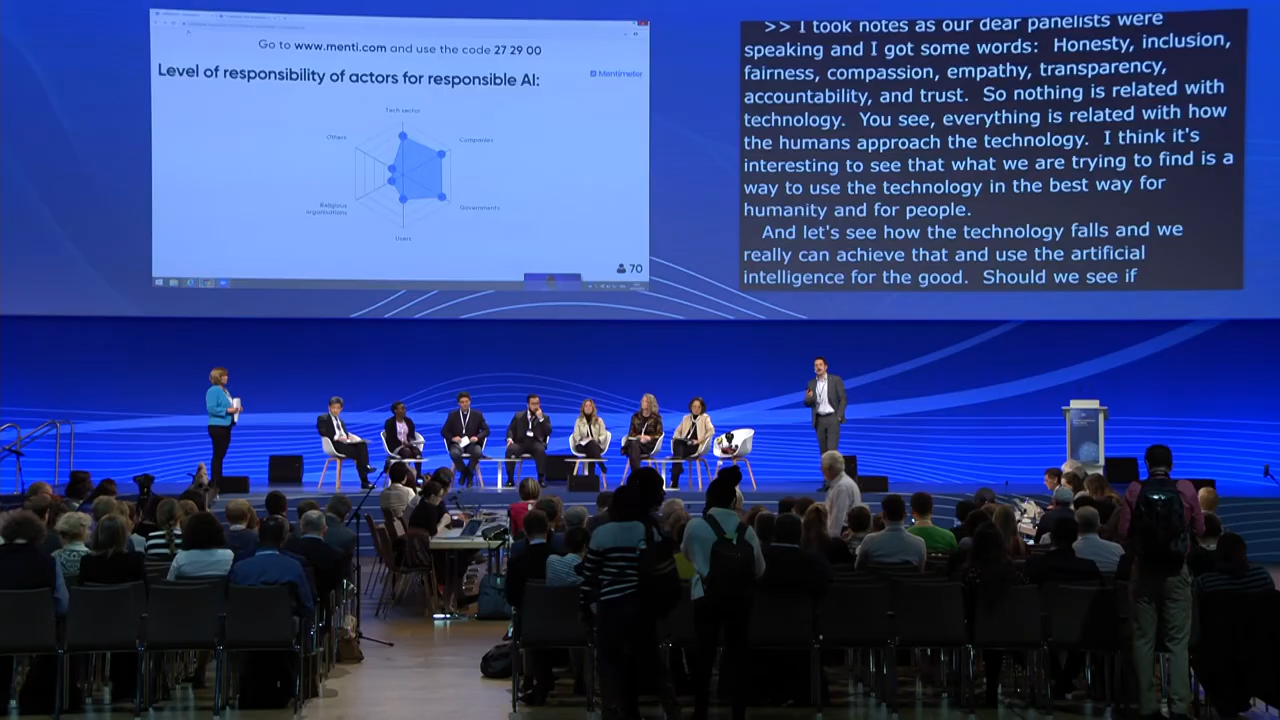 Go to www.menti.com and use the code 27 29 00
Level of responsibility of actors for responsible AI:
Mentimeter
Tech sector
Others
Companies
Religious
organisations
Governments
Users
70
>> I took notes as our dear panelists were
speaking and I got some words: Honesty, inclusion,
fairness, compassion, empathy, transparency,
accountability, and trust. So nothing is related with
technology. You see, everything is related with how
the humans approach the technology. I think it's
interesting to see that what we are trying to find is a
way to use the technology in the best way for
humanity and for people.
And let's see how the technology falls and we
really can achieve that and use the artificial
intelligence for the good. Should we see if